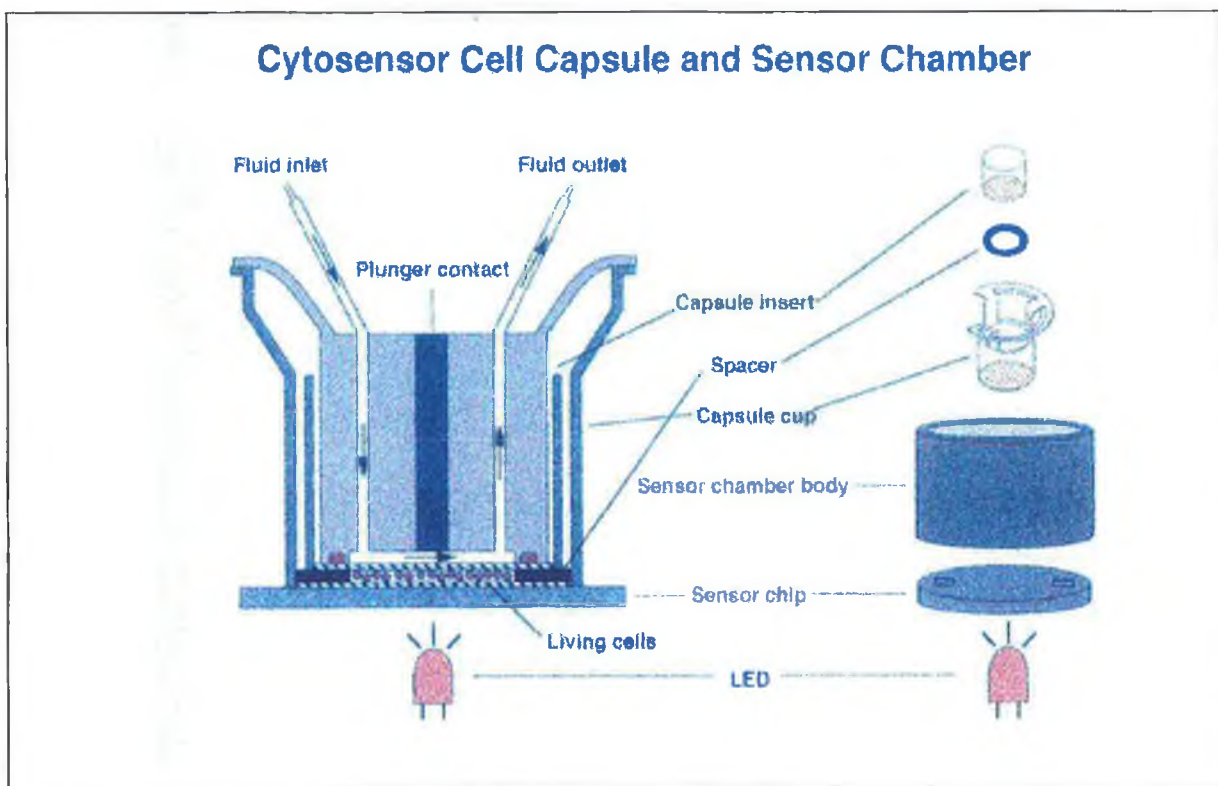 Cytosensor Cell Capsule and Sensor Chamber
Fluid inlet
Fluid outlet
Plunger contact
Capsule insert
Spacer
Capsule cup
Sensor chamber body
Sensor chip
Living cells
LED